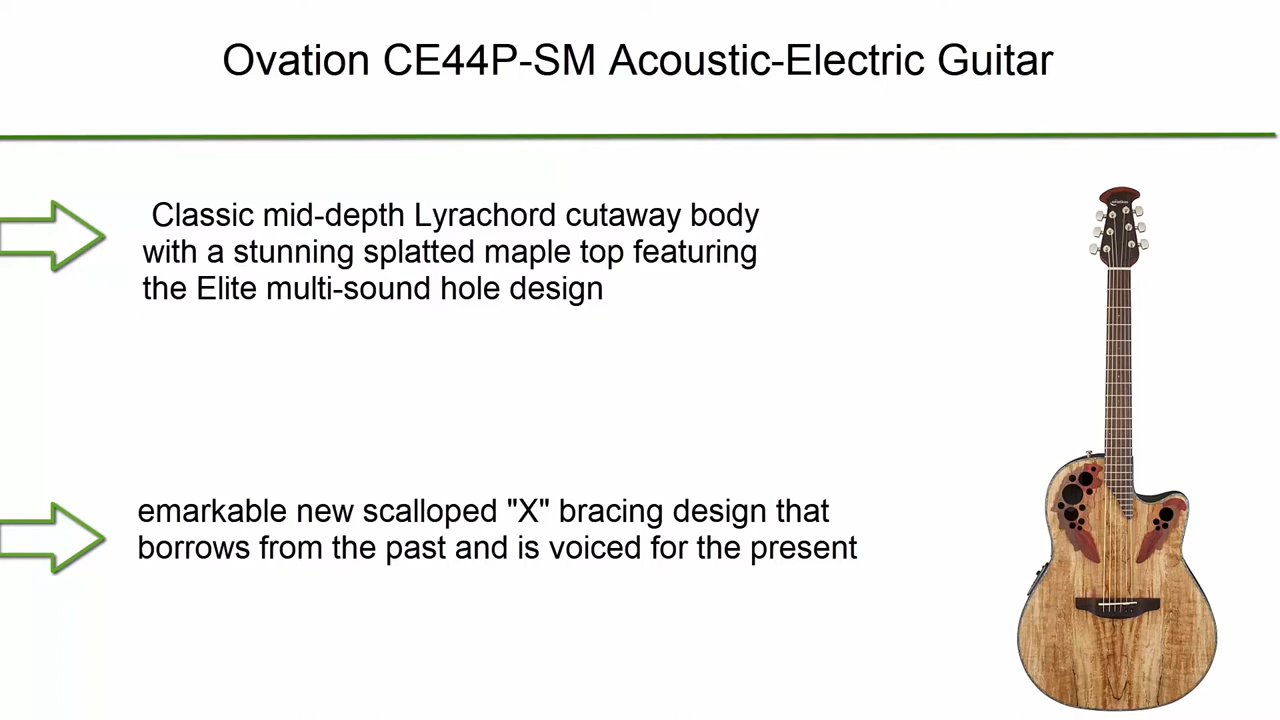 Ovation CE44P-SM Acoustic-Electric Guitar
Classic mid-depth Lyrachord cutaway body
with a stunning splatted maple top featuring
the Elite multi-sound hole design
emarkable new scalloped "X" bracing design that
borrows from the past and is voiced for the present